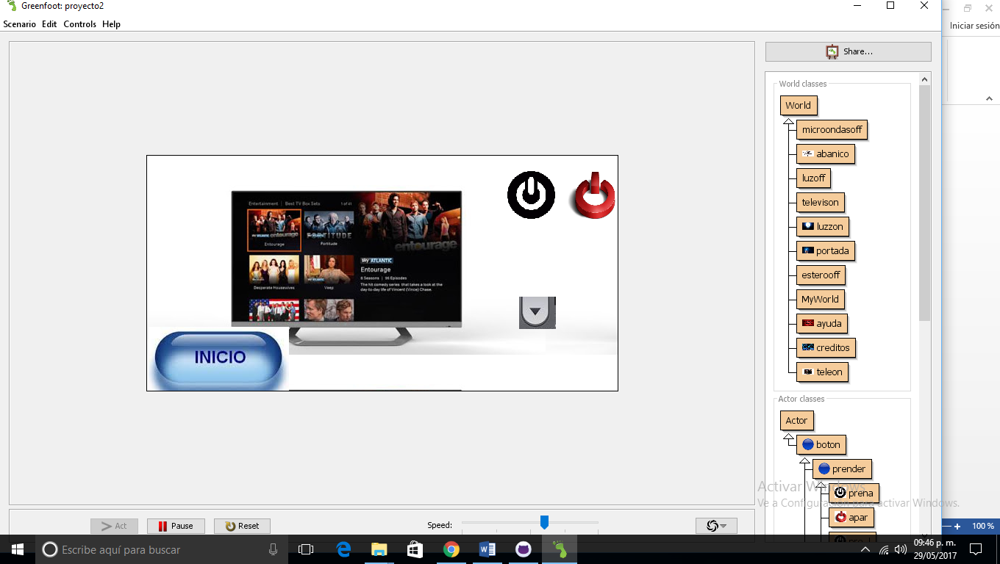 Greenfoot: proyecto2
Iniciar sesión
Scenario Edit Controls Help
Share...
World classes
World
microondasoff
abanico
luzoff
televison
luzzon
portada
esterooff
MyWorld
ayuda
creditos
teleon
Actor classes
Actor
boton
prender
prena
apar
Entertainment | Best TV Box Sets 1 of 41
entourage
FORTITUDE
Entourage
Fortitude
sky ATLANTIC
Entourage
8 Seasons | 96 Episodes
The hit comedy series that takes a look at the
day-to-day life of Vincent (Vince) Chase.
Desperate Housewives
Veep
INICIO
Activar Windows
Ve a Configuración para activar Windows.
Act
Pause
Reset
Speed:
100 %
Escribe aquí para buscar
09:46 p. m.
29/05/2017